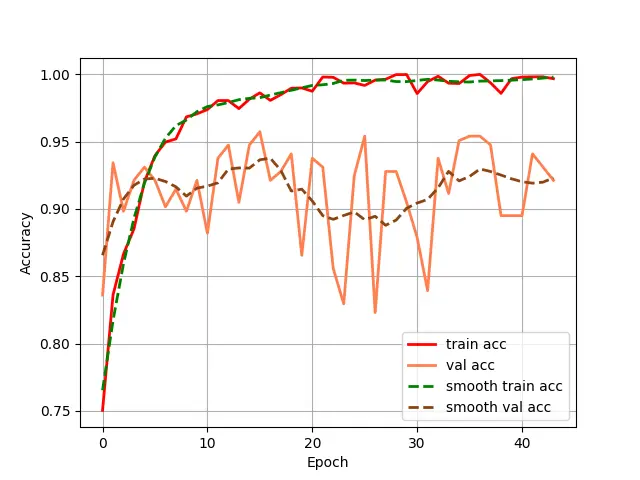 1.00
0.95
0.90
0.85
0.80
0.75
Accuracy
train acc
val acc
smooth train acc
smooth val acc
0
10
20
30
40
Epoch